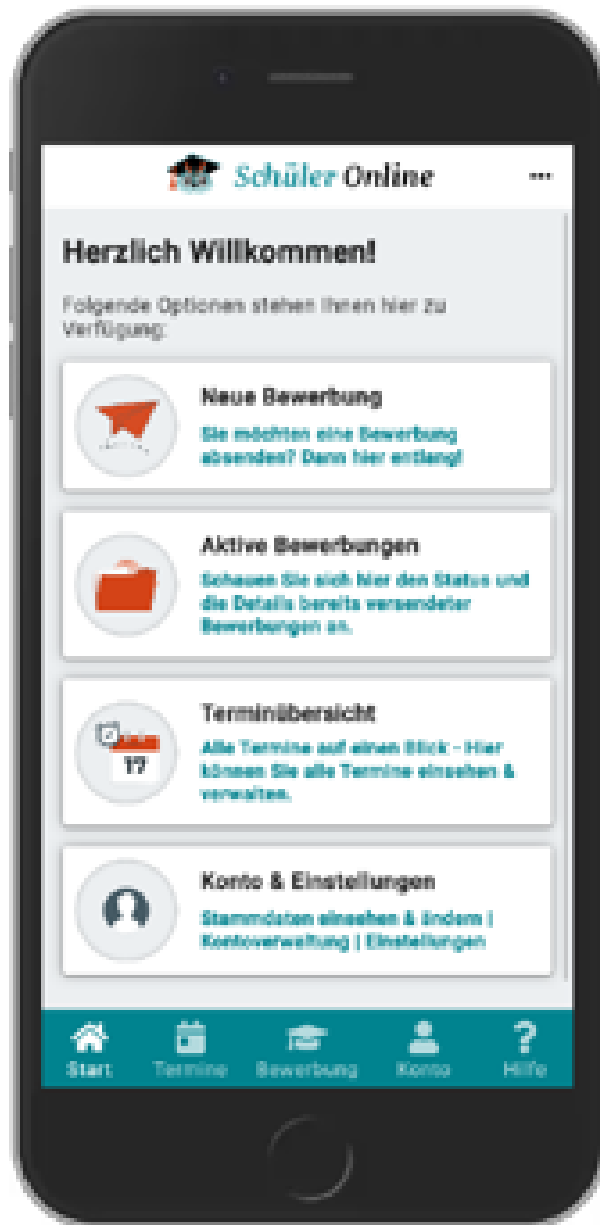 Schüler Online
Herzlich Willkommen!
Folgende Optionen stehen Ihnen hier zu
Verfügung:
Neue Bewerbung
Sie möchten eine Bewerbung
absenden? Dann hier entlang!
Aktive Bewerbungen
Schauen Sie sich hier den Status und
die Details bereits versendeter
Bewerbungen an.
Terminübersicht
17
Alle Termine auf einen Blick - Hier
können Sie alle Termine einsehen &
verwalten.
Konto & Einstellungen
Stammdaten einsehen & ändern |
Kontoverwaltung | Einstellungen
Start Termine Bewerbung Konto Hilfe